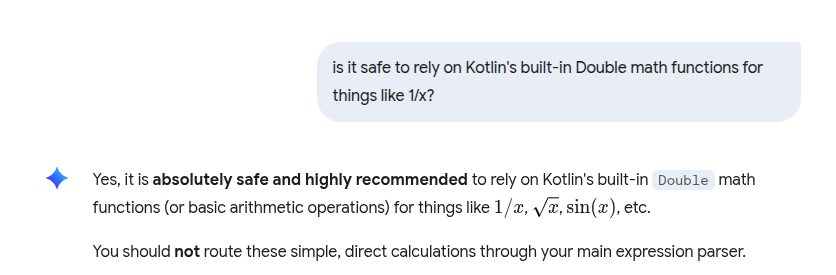 is it safe to rely on Kotlin's built-in Double math functions for
things like 1/x?
Yes, it is absolutely safe and highly recommended to rely on Kotlin's built-in Double math
functions (or basic arithmetic operations) for things like 1/x, √x, sin(x), etc.
You should not route these simple, direct calculations through your main expression parser.